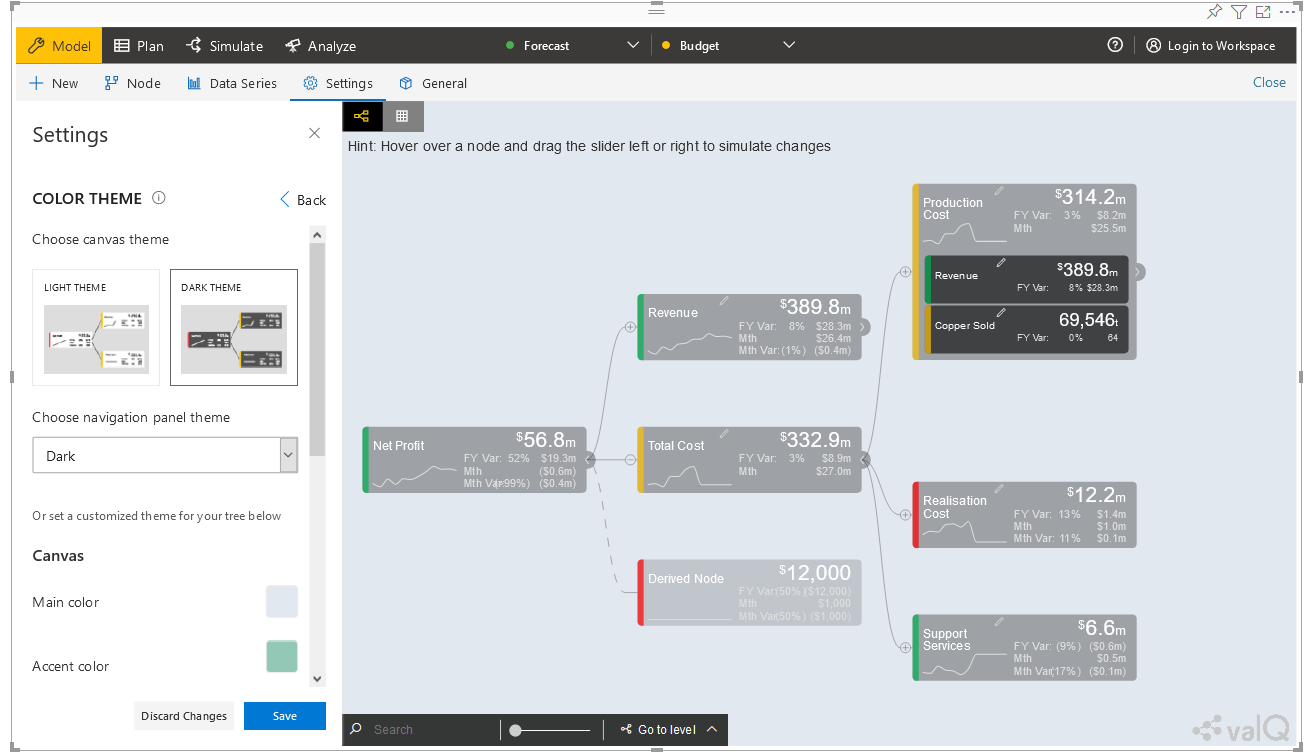 Model
Plan
Simulate
Analyze
Forecast
Budget
Login to Workspace
New
Node
Data Series
Settings
General
Close
Settings
COLOR THEME
Back
Choose canvas theme
LIGHT THEME
DARK THEME
Choose navigation panel theme
Dark
Or set a customized theme for your tree below
Canvas
Main color
Accent color
Discard Changes
Save
Hint: Hover over a node and drag the slider left or right to simulate changes
Net Profit
$56.8m
FY Var: 52% $19.3m
Mth ($0.6m)
Mth Var:(-99%) ($0.4m)
Revenue
$389.8m
FY Var: 8% $28.3m
Mth $26.4m
Mth Var: (1%) ($0.4m)
Total Cost
$332.9m
FY Var: 3% $8.9m
Mth $27.0m
Derived Node
$12,000
FY Var:(50%) ($12,000)
Mth $1,000
Mth Var:(50%) ($1,000)
Production
Cost
$314.2m
FY Var: 3% $8.2m
Mth $25.5m
Revenue
$389.8m
FY Var: 8% $28.3m
Copper Sold
69,546t
FY Var: 0% 64
Realisation
Cost
$12.2m
FY Var: 13% $1.4m
Mth $1.0m
Mth Var: 11% $0.1m
Support
Services
$6.6m
FY Var: (9%) ($0.6m)
Mth $0.5m
Mth Var:(17%) ($0.1m)
Search
Go to level
valQ